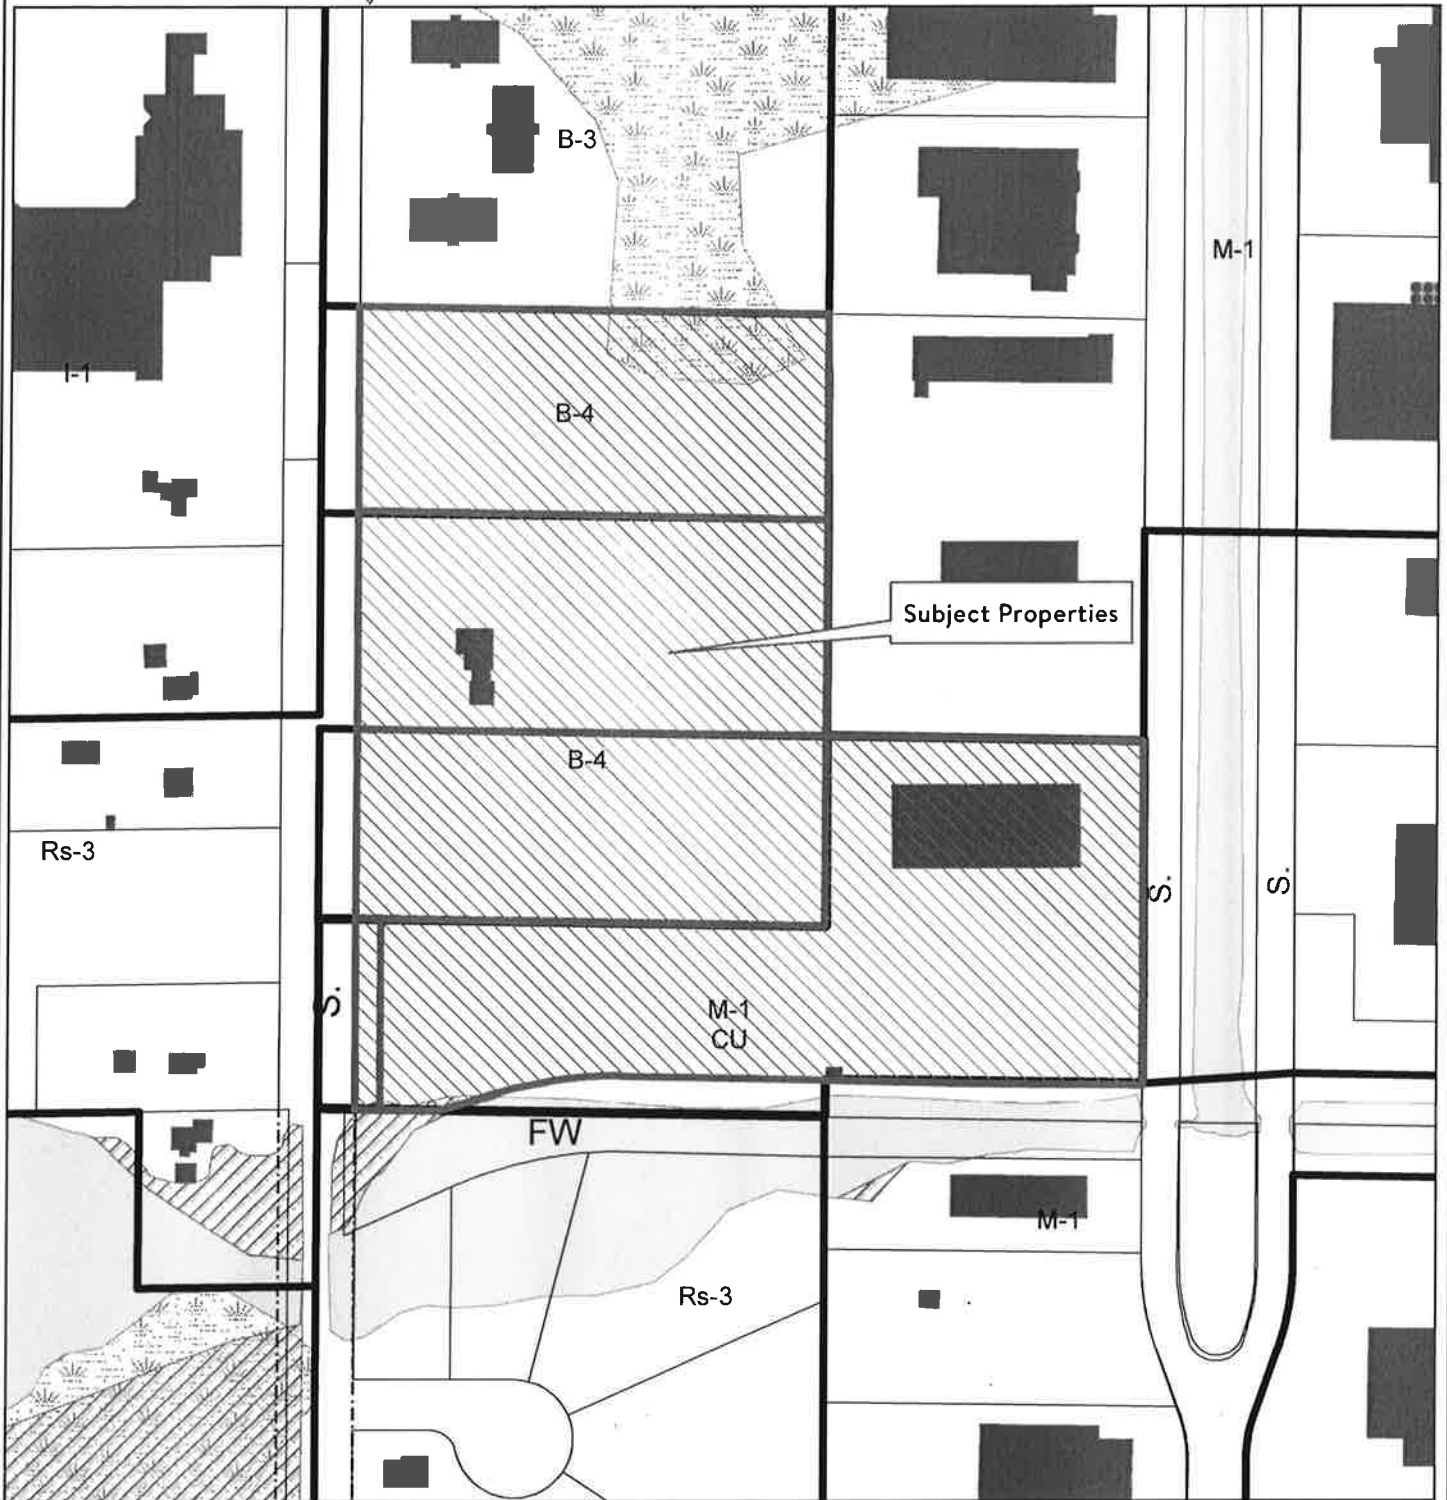 B-3
M-1
I-1
B-4
Subject Properties
B-4
Rs-3
S.
S.
S.
M-1
CU
FW
M-1
Rs-3